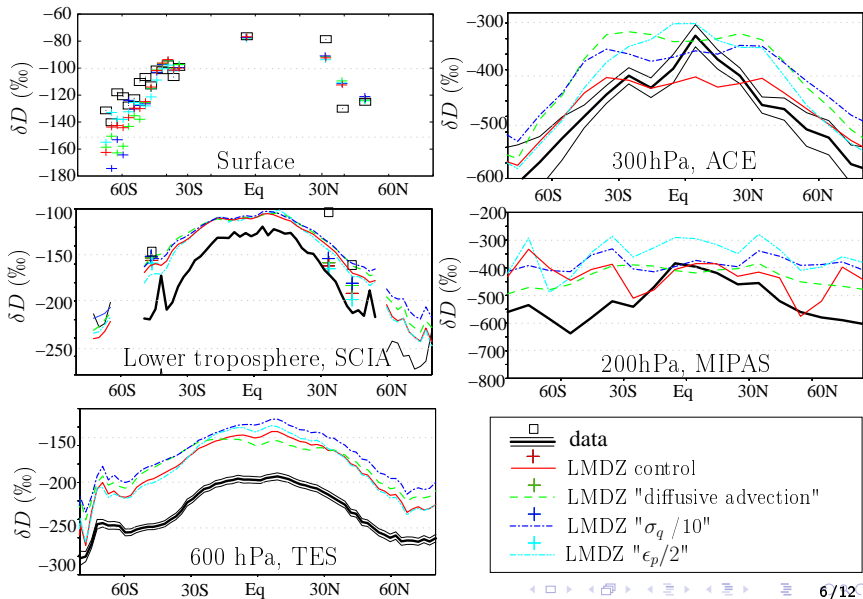 −60
−80
−100
−120
−140
−160
−180
δD (‰)
Surface
60S 30S Eq 30N 60N
−300
−400
−500
−600
δD (‰)
300hPa, ACE
60S 30S Eq 30N 60N
−100
−150
−200
−250
δD (‰)
Lower troposphere, SCIA
60S 30S Eq 30N 60N
−200
−300
−400
−500
−600
−700
−800
δD (‰)
200hPa, MIPAS
60S 30S Eq 30N 60N
−150
−200
−250
−300
δD (‰)
600 hPa, TES
60S 30S Eq 30N 60N
data
LMDZ control
LMDZ "diffusive advection"
LMDZ "σq /10"
LMDZ "ϵp/2"
6/12